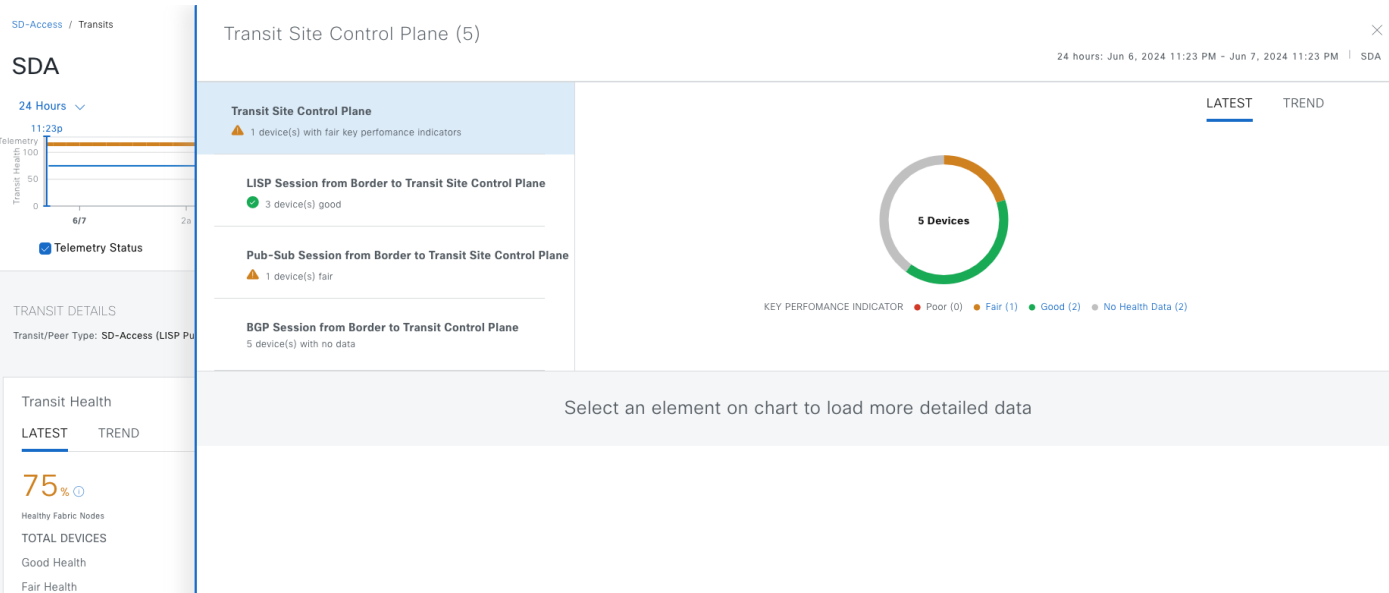 SD-Access / Transits
SDA
24 Hours
11:23p
Telemetry
Transit Health
100
50
0
6/7
2a
Telemetry Status
TRANSIT DETAILS
Transit/Peer Type: SD-Access (LISP Pu
Transit Health
LATEST TREND
75%
Healthy Fabric Nodes
TOTAL DEVICES
Good Health
Fair Health
Transit Site Control Plane (5)
24 hours: Jun 6, 2024 11:23 PM - Jun 7, 2024 11:23 PM | SDA
Transit Site Control Plane
1 device(s) with fair key perfomance indicators
LISP Session from Border to Transit Site Control Plane
3 device(s) good
Pub-Sub Session from Border to Transit Site Control Plane
1 device(s) fair
BGP Session from Border to Transit Control Plane
5 device(s) with no data
LATEST TREND
5 Devices
KEY PERFOMANCE INDICATOR Poor (0) Fair (1) Good (2) No Health Data (2)
Select an element on chart to load more detailed data